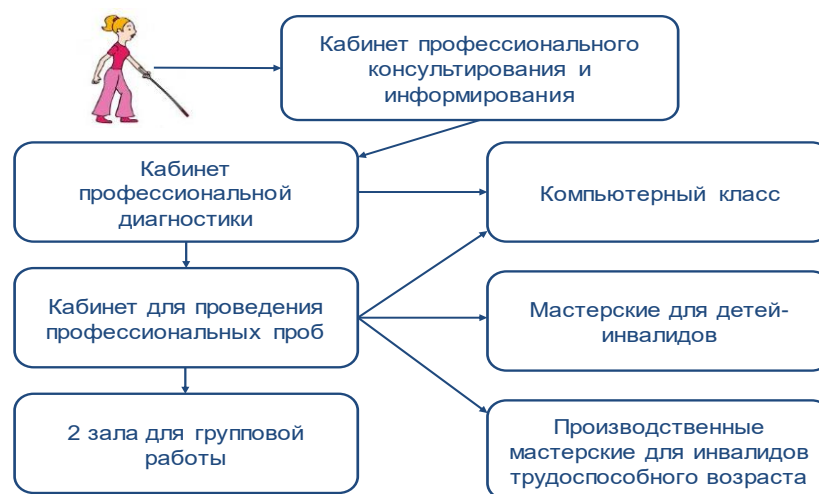 Кабинет профессионального
консультирования и
информирования
Кабинет
профессиональной
диагностики
Компьютерный класс
Кабинет для проведения
профессиональных проб
Мастерские для детей-
инвалидов
2 зала для групповой
работы
Производственные
мастерские для инвалидов
трудоспособного возраста